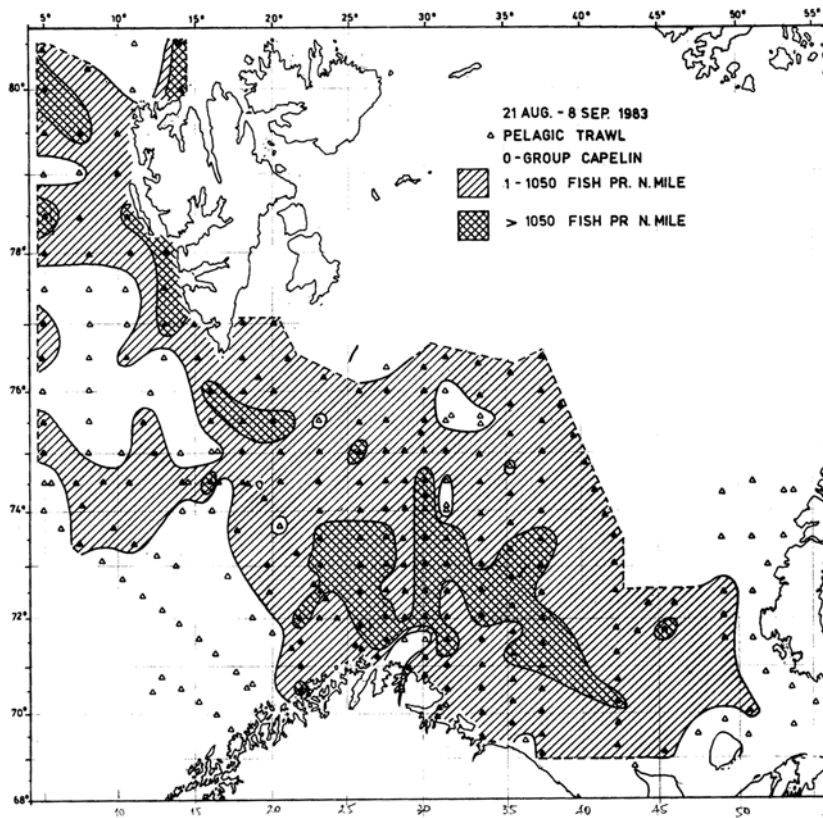 5° 10° 15° 20° 25° 30° 35° 40° 45° 50° 55°
80°
21 AUG. - 8 SEP. 1983
▵ PELAGIC TRAWL
0-GROUP CAPELIN
1 - 1050 FISH PR. N. MILE
> 1050 FISH PR N. MILE
78°
76°
74°
72°
70°
68°
10 15 20 25 30 35 40 45 50